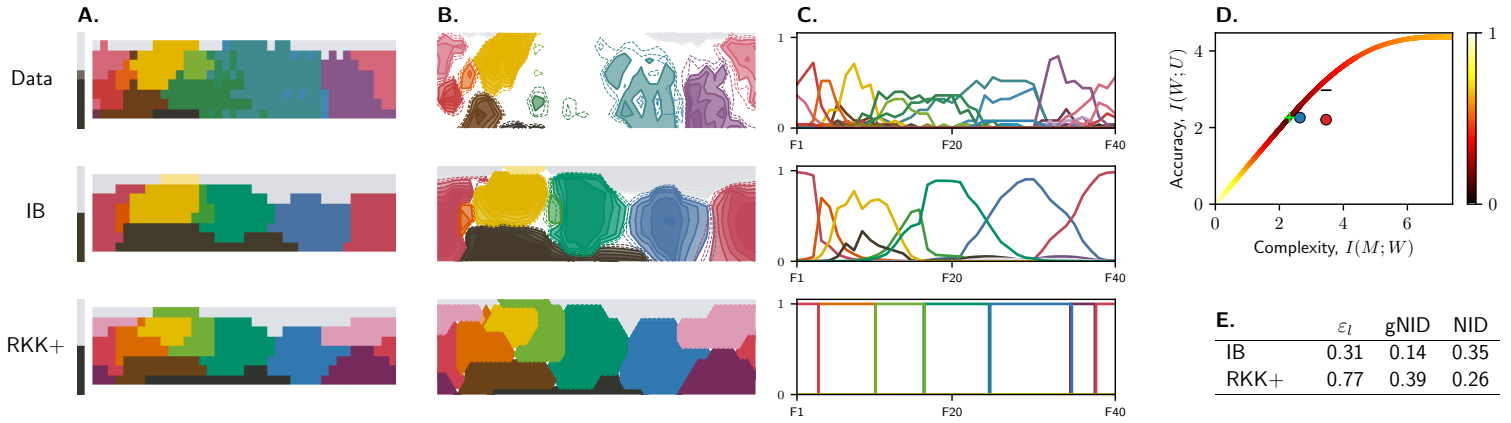 A.
B.
C.
D.
Data
IB
RKK+
1
0
F1
F20
F40
1
0
F1
F20
F40
1
0
F1
F20
F40
Accuracy, I(W; U)
4
2
0
0
2
4
6
Complexity, I(M; W)
1
0
E.
ε_l gNID NID
IB 0.31 0.14 0.35
RKK+ 0.77 0.39 0.26